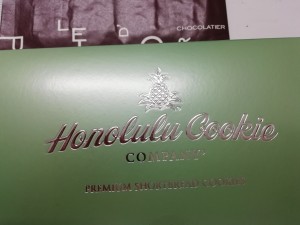 CHOCOLATIER
Honolulu Cookie
COMPANY
PREMIUM SHORTBREAD COOKIES